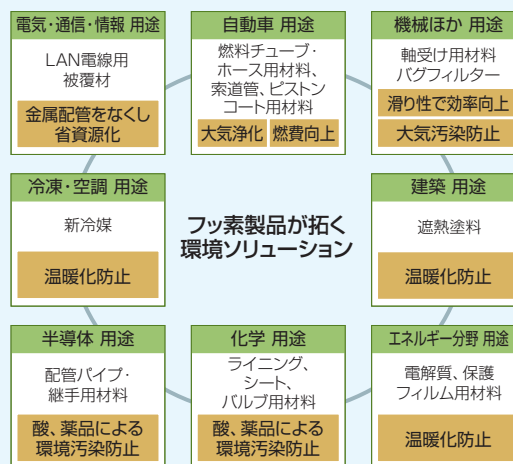 電気・通信・情報 用途
LAN電線用
被覆材
金属配管をなくし
省資源化
自動車 用途
燃料チューブ・
ホース用材料、
索道管、ピストン
コート用材料
大気浄化
燃費向上
機械ほか 用途
軸受け用材料
バグフィルター
滑り性で効率向上
大気汚染防止
冷凍・空調 用途
新冷媒
温暖化防止
フッ素製品が拓く
環境ソリューション
建築 用途
遮熱塗料
温暖化防止
半導体 用途
配管パイプ・
継手用材料
酸、薬品による
環境汚染防止
化学 用途
ライニング、
シート、
バルブ用材料
酸、薬品による
環境汚染防止
エネルギー分野 用途
電解質、保護
フィルム用材料
温暖化防止